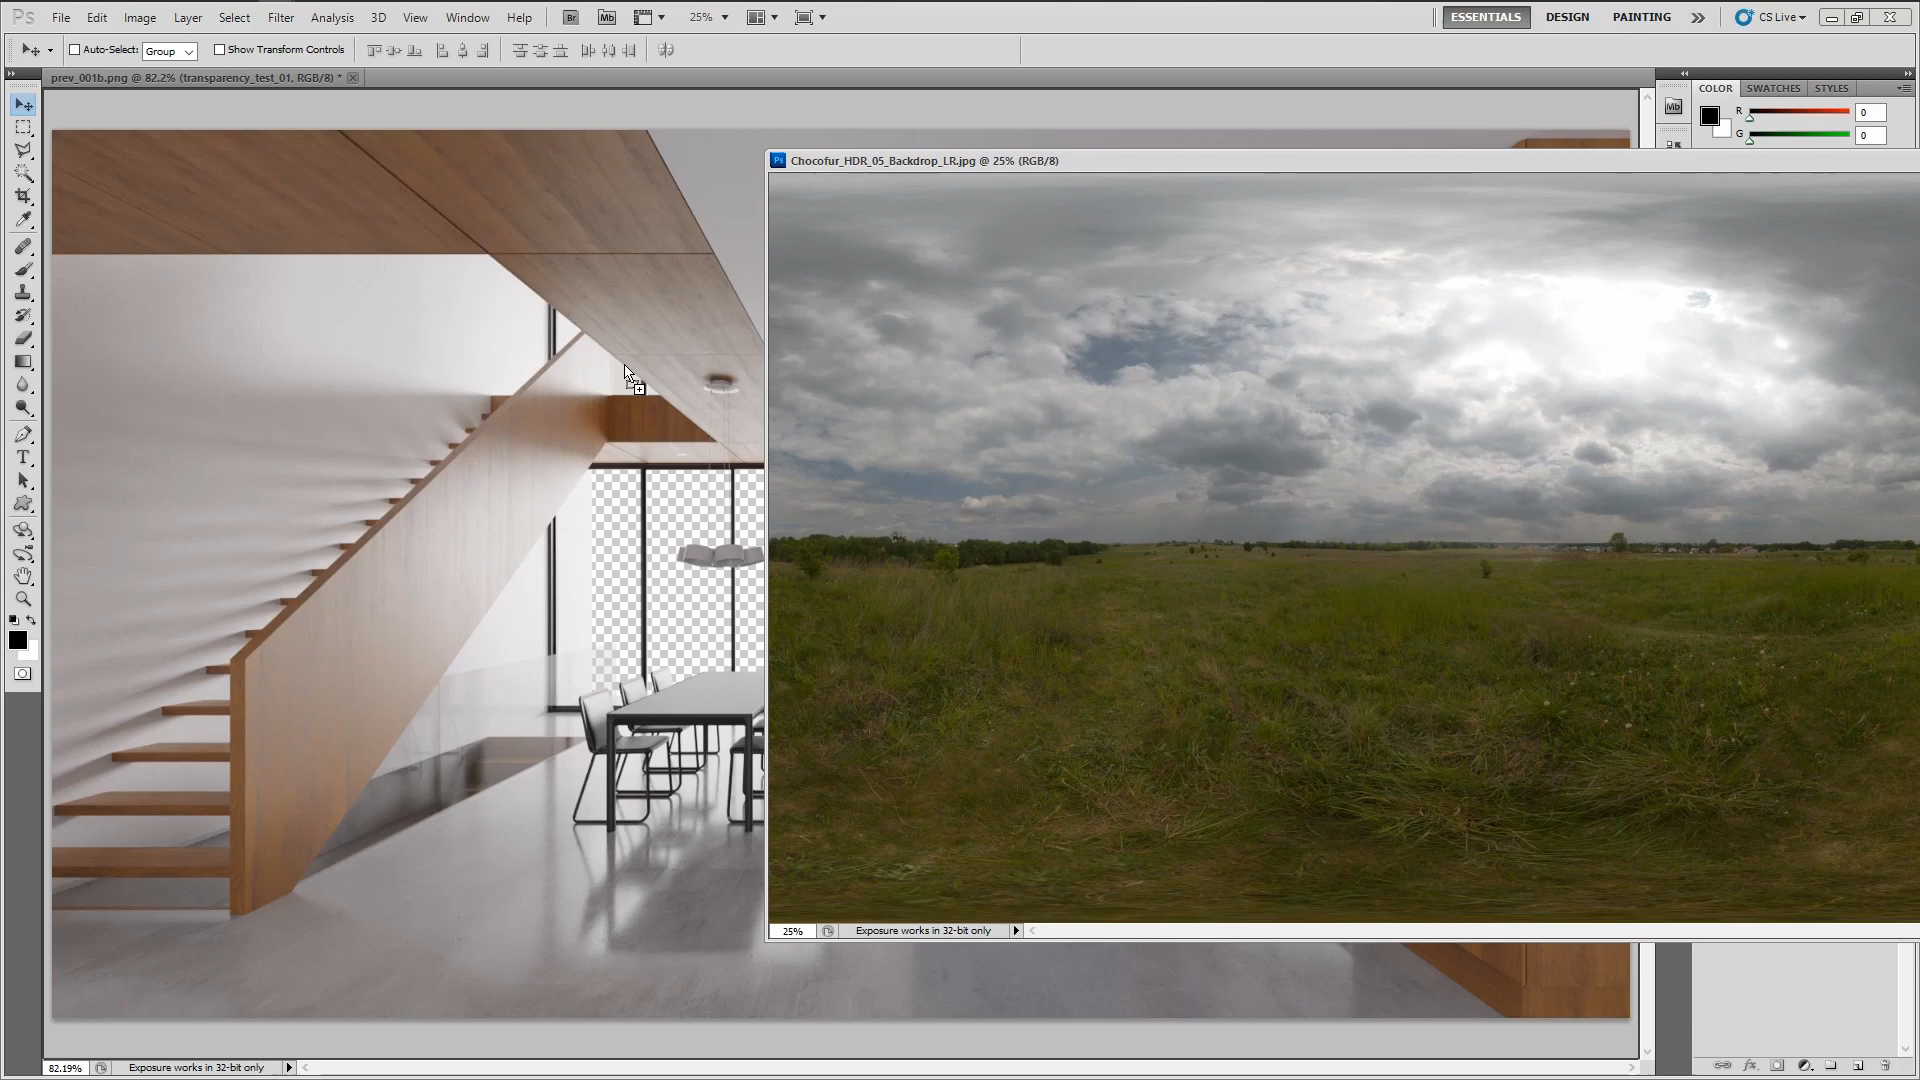 Ps File Edit Image Layer Select Filter Analysis 3D View Window Help Br Mb 25% ESSENTIALS DESIGN PAINTING CS Live
Auto-Select: Group Show Transform Controls
prev_001b.png @ 82.2% (transparency_test_01, RGB/8) *
COLOR SWATCHES STYLES
Mb R 0
G 0
Ps Chocofur_HDR_05_Backdrop_LR.jpg @ 25% (RGB/8)
T
25% Exposure works in 32-bit only
82.19% Exposure works in 32-bit only
fx